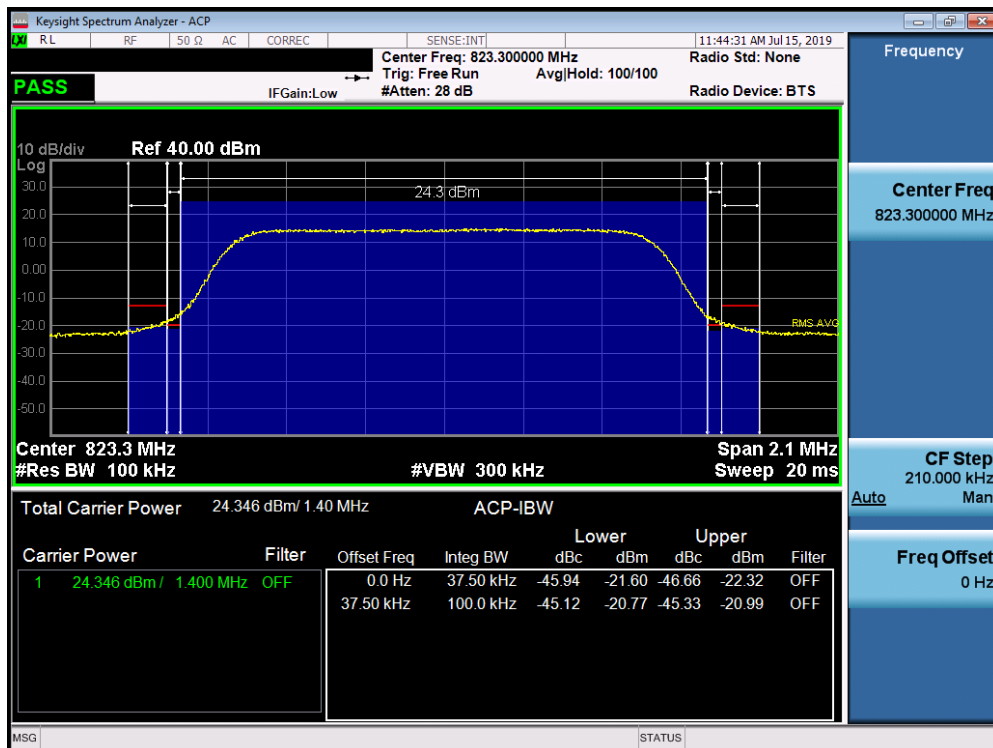 Keysight Spectrum Analyzer - ACP
LXI RL RF 50 Ω AC CORREC SENSE:INT 11:44:31 AM Jul 15, 2019
Center Freq: 823.300000 MHz Radio Std: None
Trig: Free Run Avg|Hold: 100/100
PASS IFGain:Low #Atten: 28 dB Radio Device: BTS
10 dB/div Ref 40.00 dBm
Log
30.0
24.3 dBm
20.0
10.0
0.00
-10.0
-20.0
RMS AVG
-30.0
-40.0
-50.0
Center 823.3 MHz Span 2.1 MHz
#Res BW 100 kHz #VBW 300 kHz Sweep 20 ms
Total Carrier Power 24.346 dBm/ 1.40 MHz ACP-IBW
Lower Upper
Carrier Power Filter Offset Freq Integ BW dBc dBm dBc dBm Filter
1 24.346 dBm / 1.400 MHz OFF 0.0 Hz 37.50 kHz -45.94 -21.60 -46.66 -22.32 OFF
37.50 kHz 100.0 kHz -45.12 -20.77 -45.33 -20.99 OFF
MSG STATUS
Frequency
Center Freq
823.300000 MHz
CF Step
210.000 kHz
Auto Man
Freq Offset
0 Hz